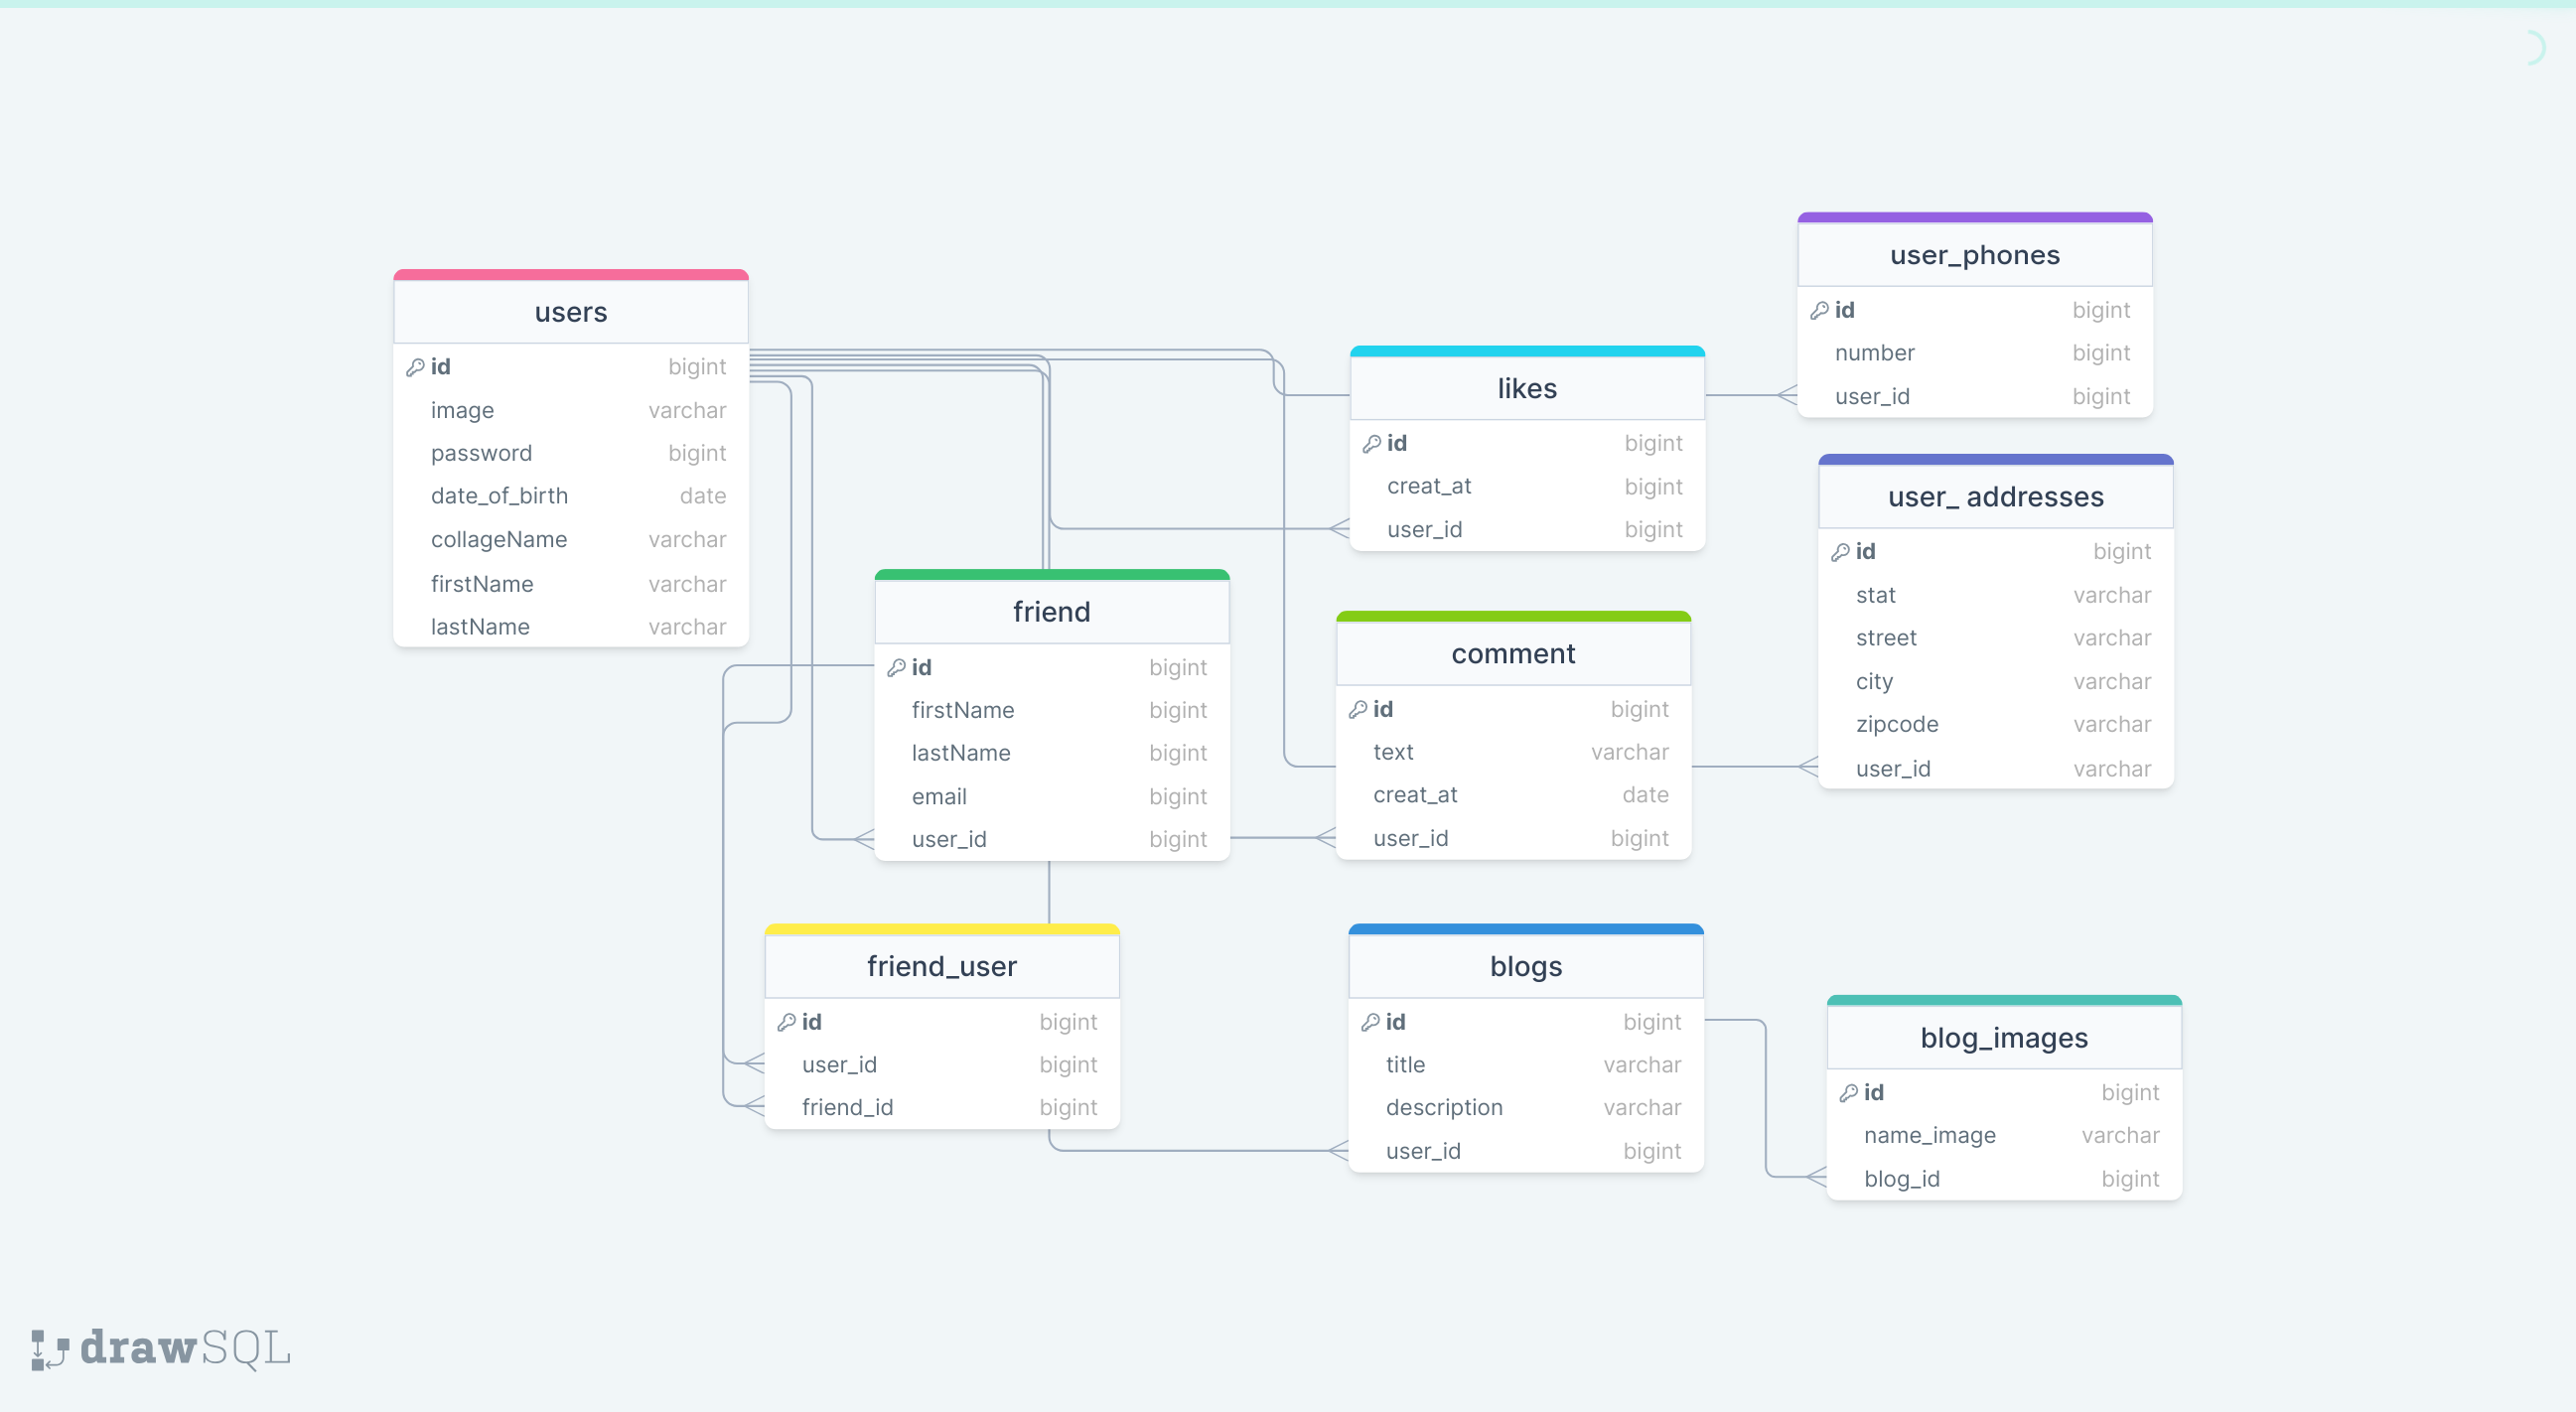 users
id bigint
image varchar
password bigint
date_of_birth date
collageName varchar
firstName varchar
lastName varchar
friend
id bigint
firstName bigint
lastName bigint
email bigint
user_id bigint
friend_user
id bigint
user_id bigint
friend_id bigint
likes
id bigint
creat_at bigint
user_id bigint
comment
id bigint
text varchar
creat_at date
user_id bigint
blogs
id bigint
title varchar
description varchar
user_id bigint
user_phones
id bigint
number bigint
user_id bigint
user_ addresses
id bigint
stat varchar
street varchar
city varchar
zipcode varchar
user_id varchar
blog_images
id bigint
name_image varchar
blog_id bigint
drawSQL